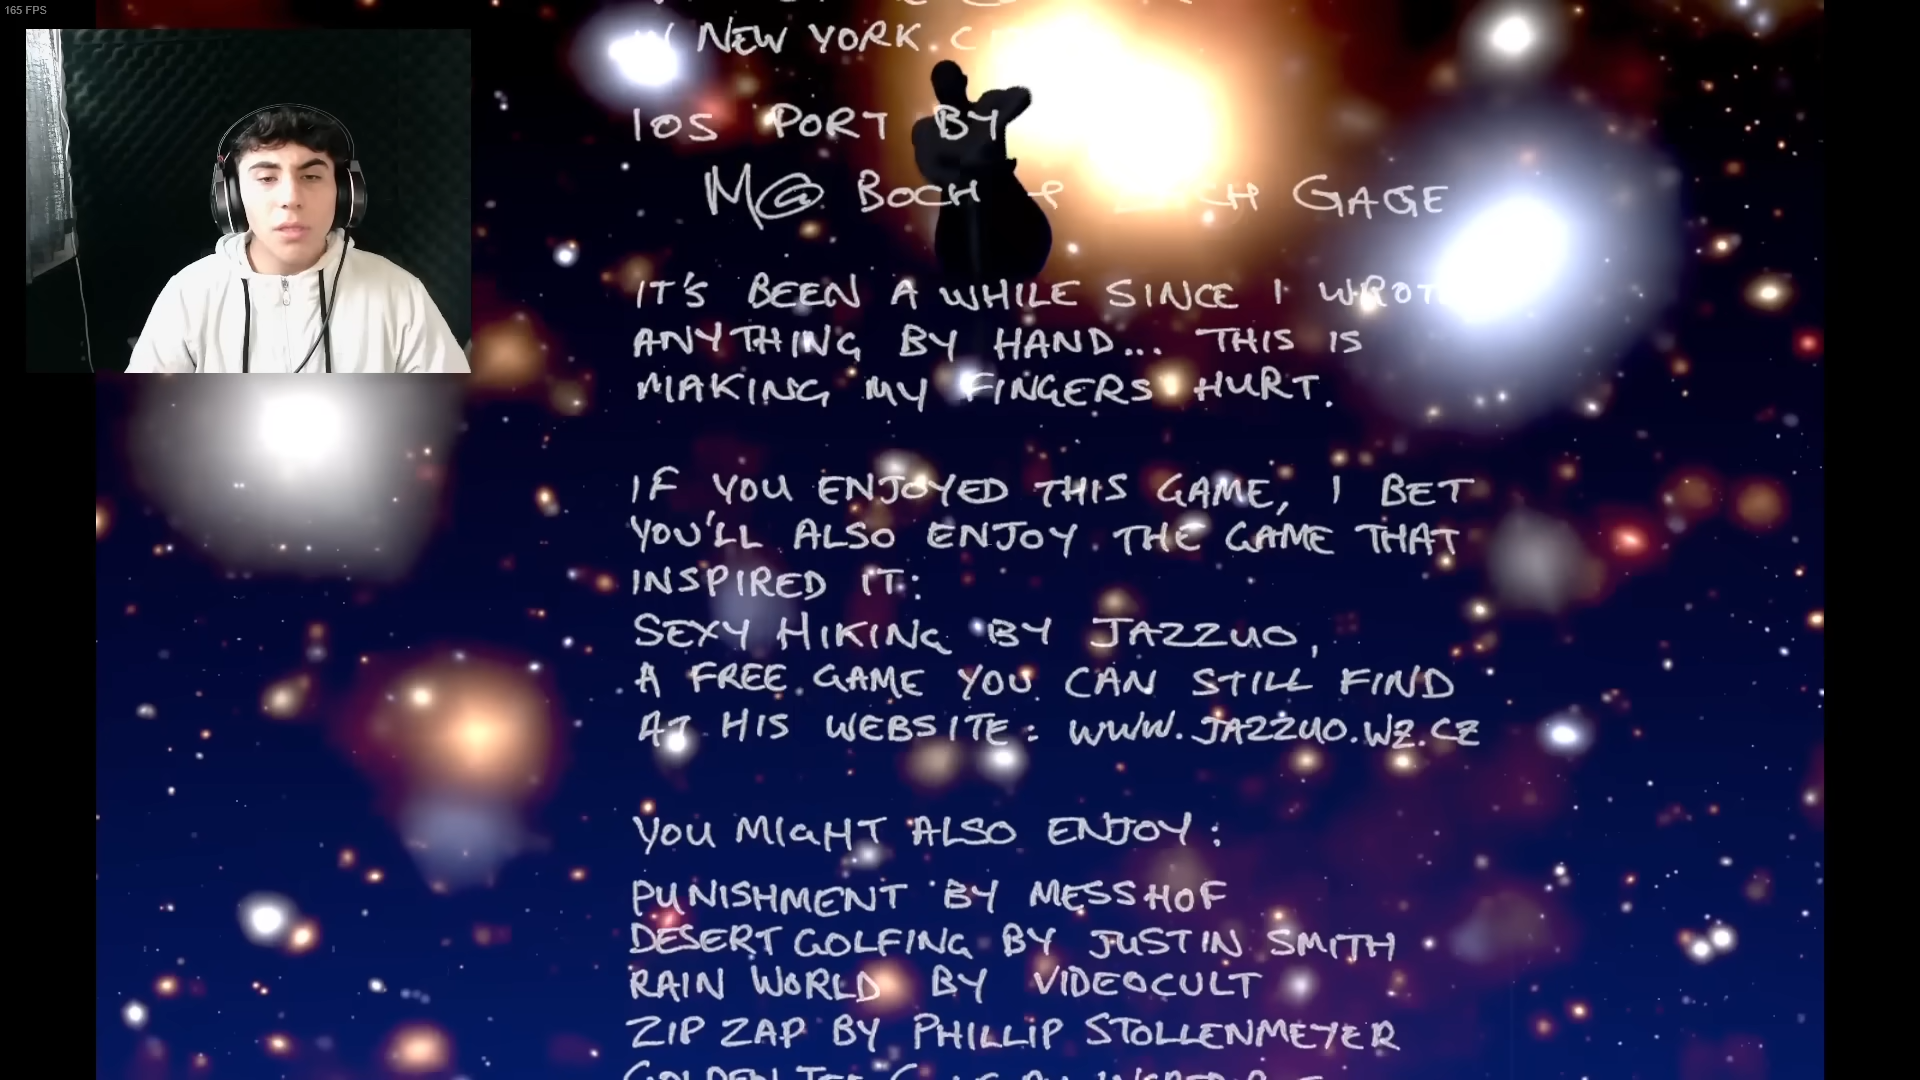 165 FPS
NEW YORK
IOS PORT BY
M@ BOCH + GAGE
IT'S BEEN A WHILE SINCE I WROTE
ANYTHING BY HAND... THIS IS
MAKING MY FINGERS HURT.
IF YOU ENJOYED THIS GAME, I BET
YOU'LL ALSO ENJOY THE GAME THAT
INSPIRED IT:
SEXY HIKING BY JAZZUO,
A FREE GAME YOU CAN STILL FIND
AT HIS WEBSITE: WWW.JAZZUO.WZ.CZ
YOU MIGHT ALSO ENJOY:
PUNISHMENT BY MESSHOF
DESERT GOLFING BY JUSTIN SMITH
RAIN WORLD BY VIDEOCULT
ZIP ZAP BY PHILLIP STOLLENMEYER